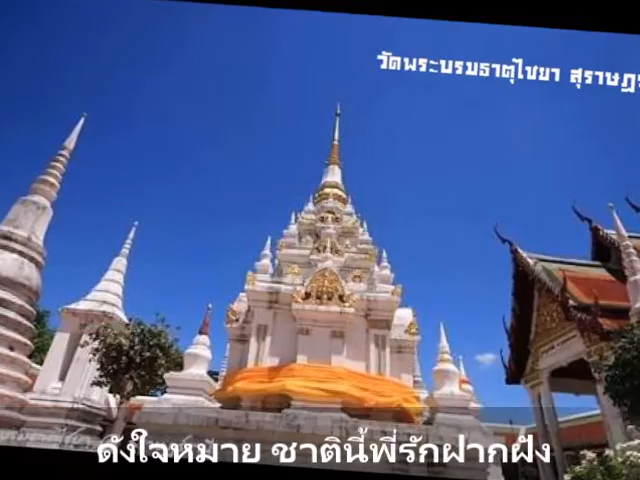 วัดพระบรมธาตุไชยา สุราษฎร
ดังใจหมาย ชาตินี้พี่รักฝากฝัง